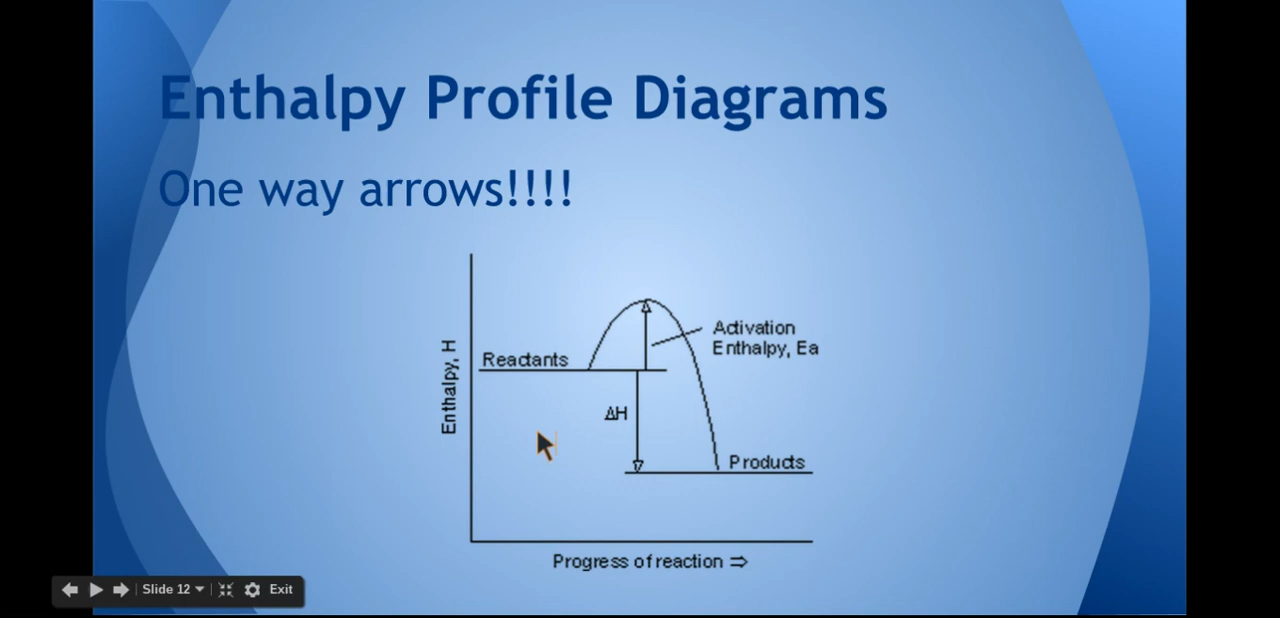 Enthalpy Profile Diagrams
One way arrows!!!!
Enthalpy, H
Reactants
Activation
Enthalpy, Ea
ΔH
Products
Progress of reaction ⇒
Slide 12
Exit